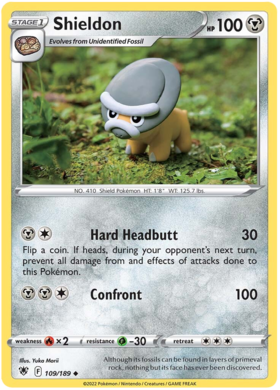 STAGE 1 Shieldon HP 100
Evolves from Unidentified Fossil
NO. 410 Shield Pokémon HT: 1'8" WT: 125.7 lbs.
Hard Headbutt 30
Flip a coin. If heads, during your opponent's next turn,
prevent all damage from and effects of attacks done to
this Pokémon.
Confront 100
weakness ×2 resistance -30 retreat
Illus. Yuka Morii
Although its fossils can be found in layers of primeval
rock, nothing but its face has ever been discovered.
F 109/189
©2022 Pokémon / Nintendo / Creatures / GAME FREAK